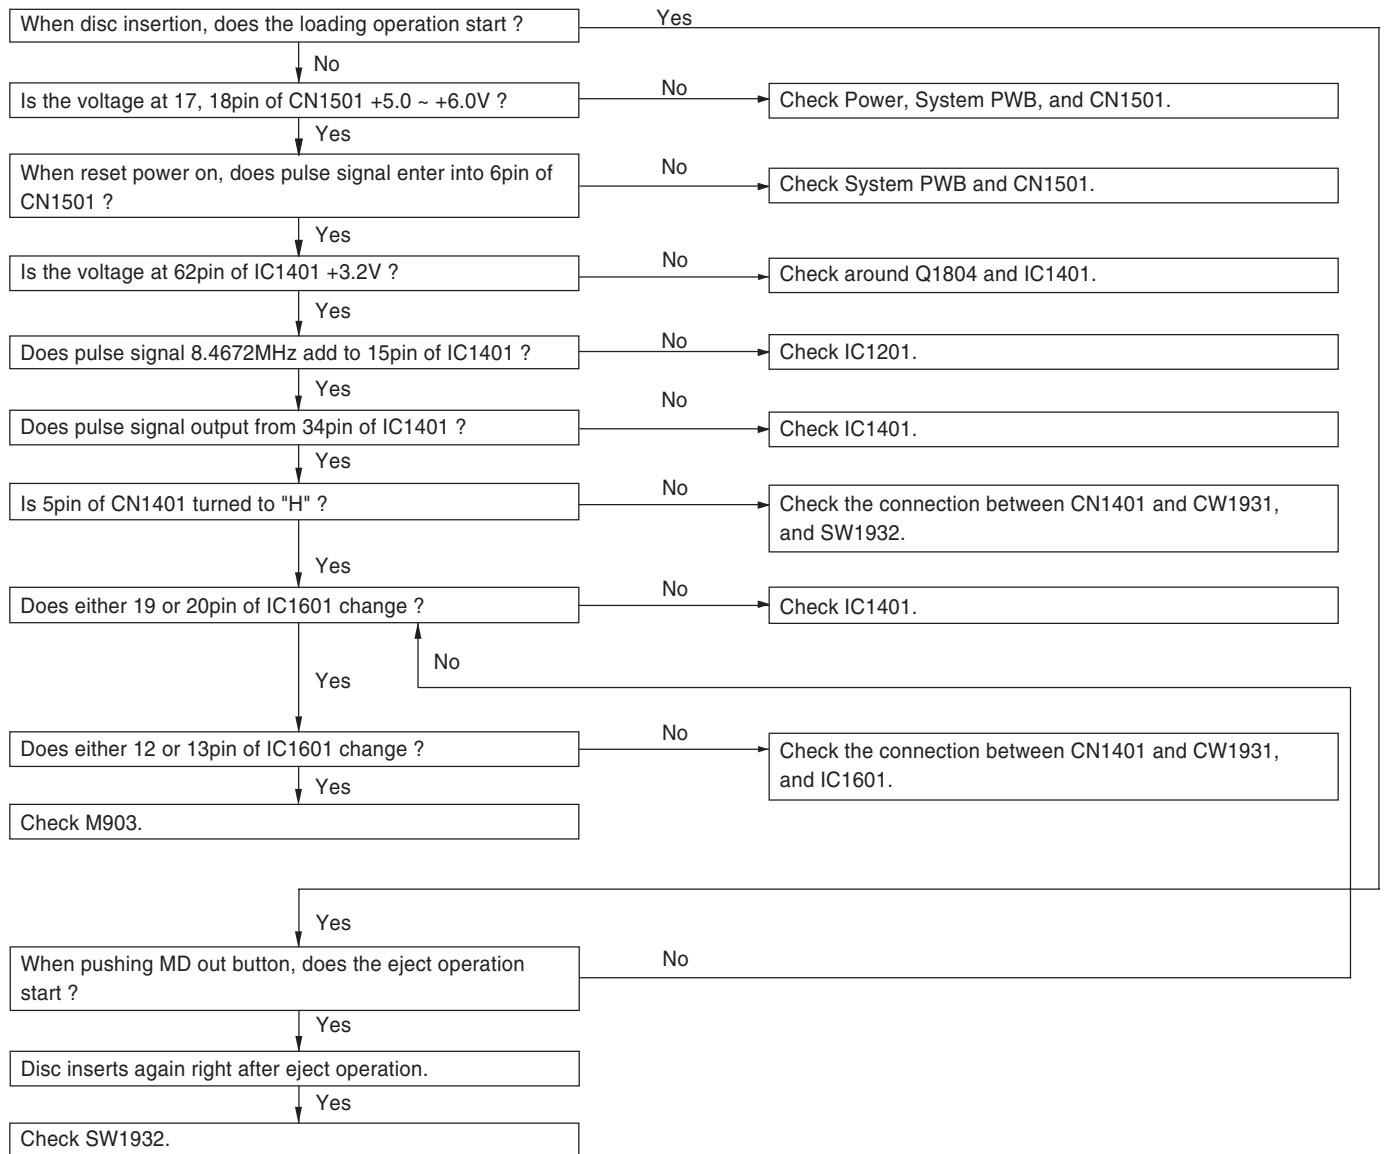 When disc insertion, does the loading operation start ?
Yes
No
Is the voltage at 17, 18pin of CN1501 +5.0 ~ +6.0V ?
No
Check Power, System PWB, and CN1501.
Yes
When reset power on, does pulse signal enter into 6pin of
CN1501 ?
No
Check System PWB and CN1501.
Yes
Is the voltage at 62pin of IC1401 +3.2V ?
No
Check around Q1804 and IC1401.
Yes
Does pulse signal 8.4672MHz add to 15pin of IC1401 ?
No
Check IC1201.
Yes
Does pulse signal output from 34pin of IC1401 ?
No
Check IC1401.
Yes
Is 5pin of CN1401 turned to "H" ?
No
Check the connection between CN1401 and CW1931,
and SW1932.
Yes
Does either 19 or 20pin of IC1601 change ?
No
Check IC1401.
No
Yes
Does either 12 or 13pin of IC1601 change ?
No
Check the connection between CN1401 and CW1931,
and IC1601.
Yes
Check M903.
Yes
When pushing MD out button, does the eject operation
start ?
No
Yes
Disc inserts again right after eject operation.
Yes
Check SW1932.